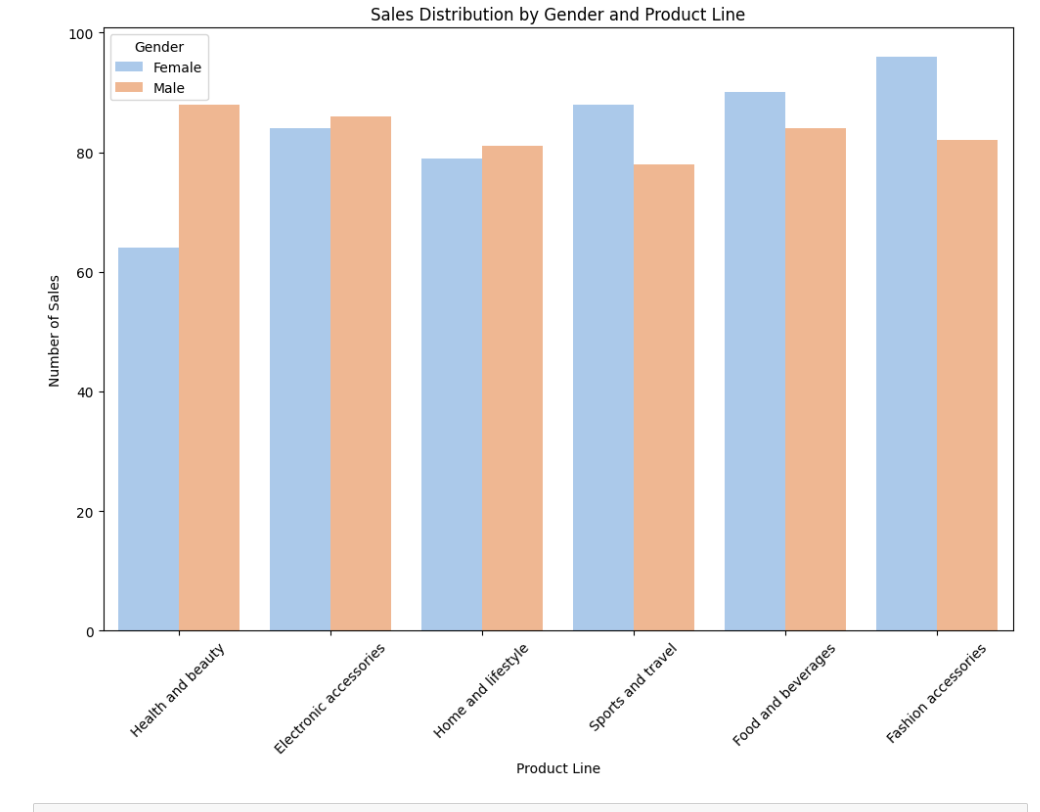 Sales Distribution by Gender and Product Line
100
80
60
40
20
0
Number of Sales
Gender
Female
Male
Health and beauty
Electronic accessories
Home and lifestyle
Sports and travel
Food and beverages
Fashion accessories
Product Line